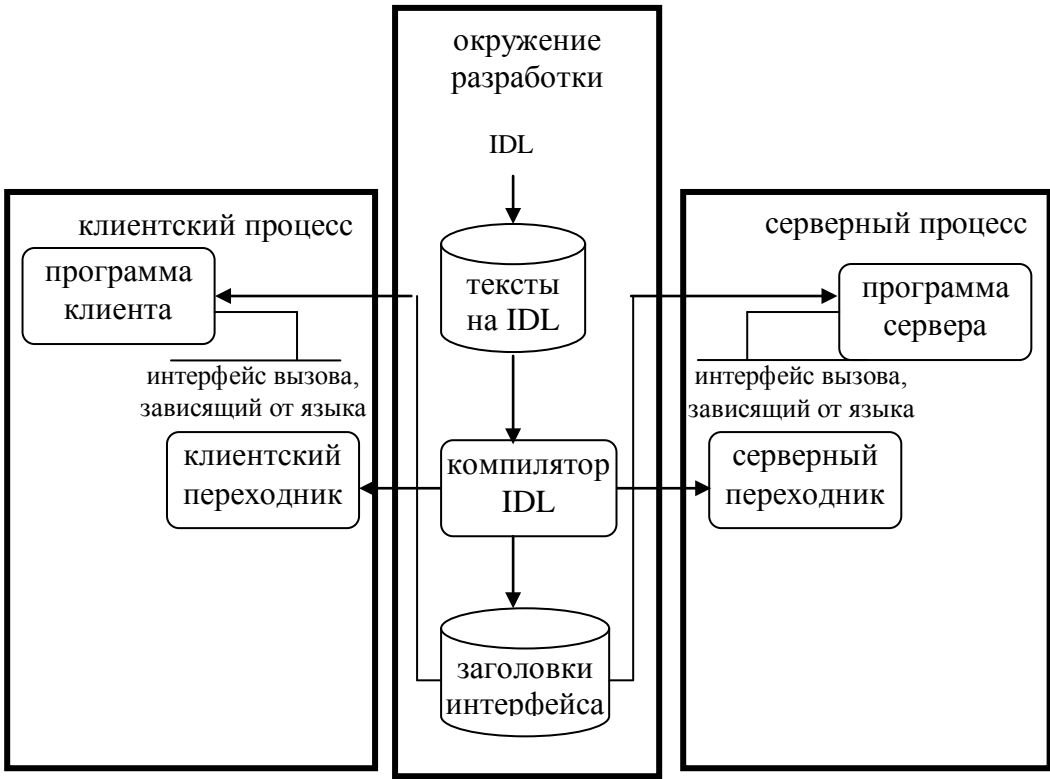 окружение
разработки
IDL
тексты
на IDL
компилятор
IDL
заголовки
интерфейса
клиентский процесс
программа
клиента
интерфейс вызова,
зависящий от языка
клиентский
переходник
серверный процесс
программа
сервера
интерфейс вызова,
зависящий от языка
серверный
переходник